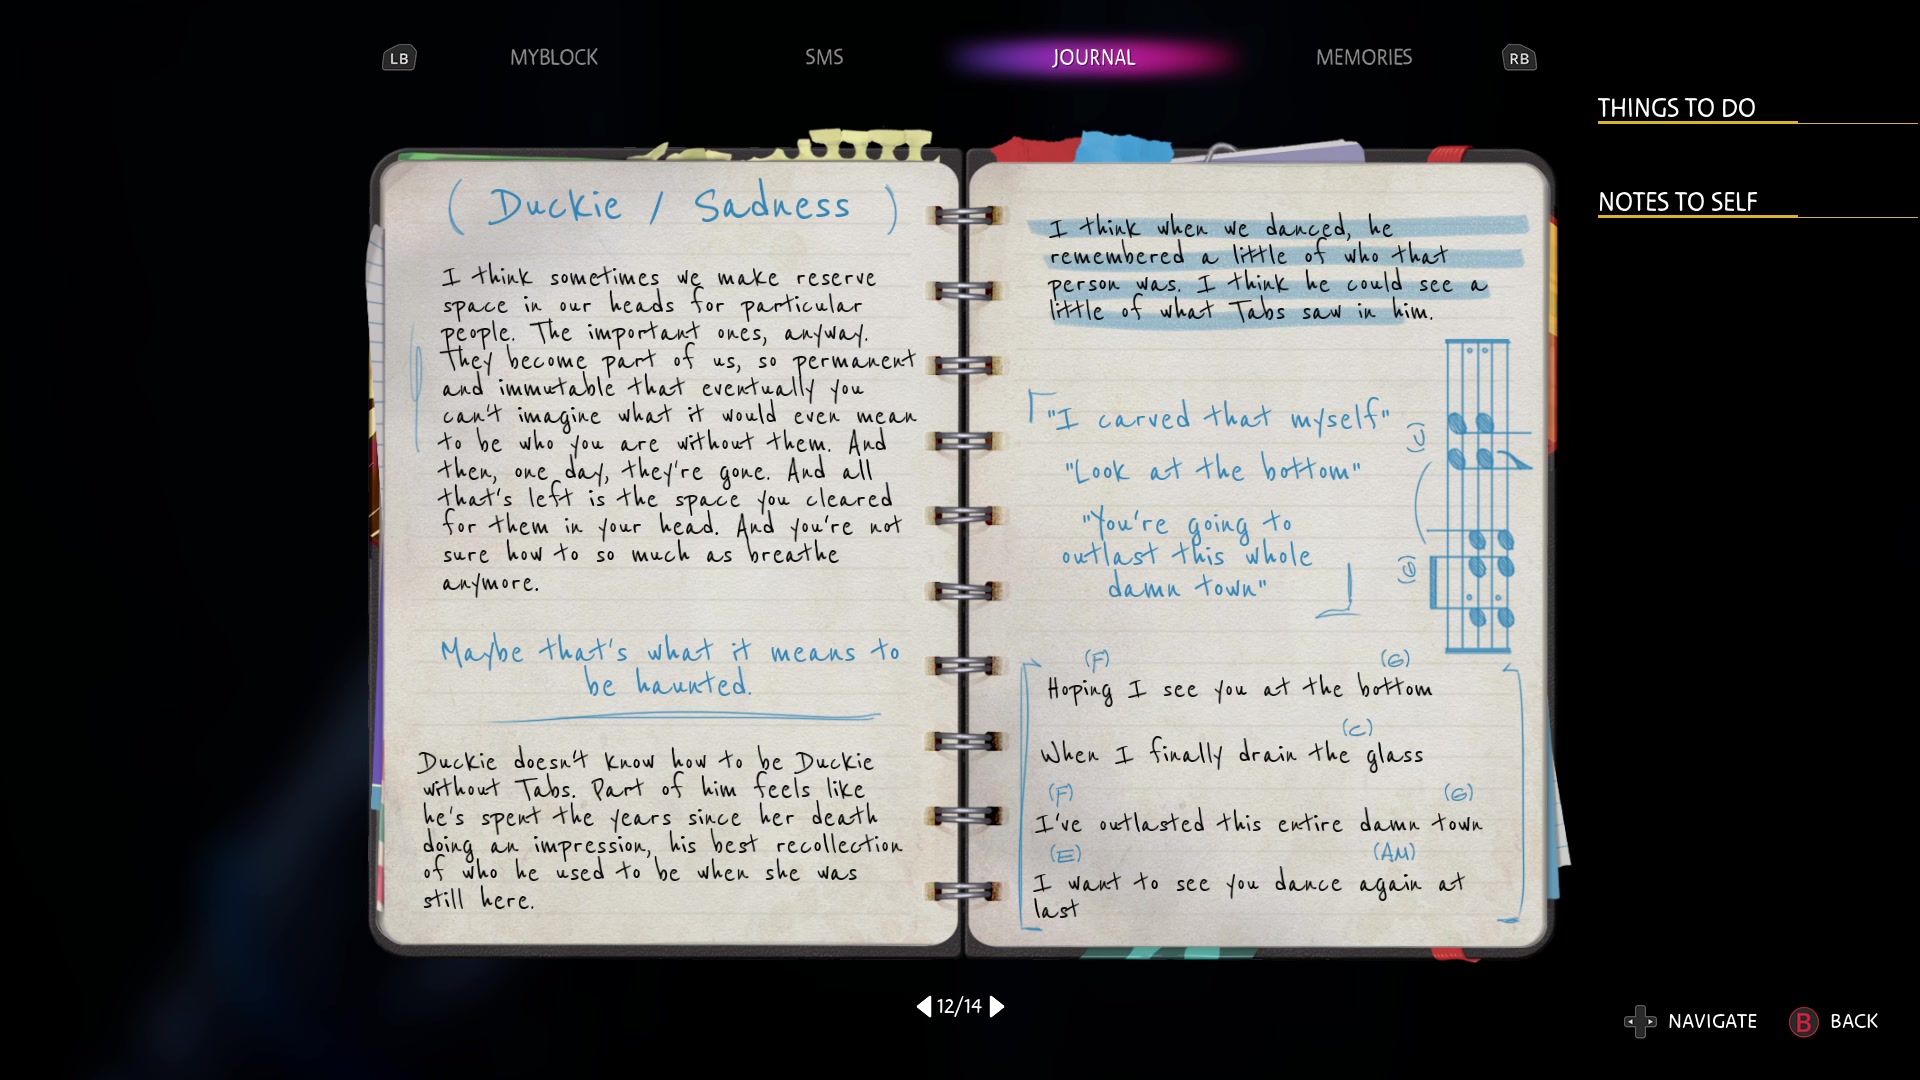 LB
MYBLOCK
SMS
JOURNAL
MEMORIES
RB
THINGS TO DO
NOTES TO SELF
( Duckie / Sadness )
I think sometimes we make reserve
space in our heads for particular
people. The important ones, anyway.
They become part of us, so permanent
and immutable that eventually you
can't imagine what it would even mean
to be who you are without them. And
then, one day, they're gone. And all
that's left is the space you cleared
for them in your head. And you're not
sure how to so much as breathe
anymore.
Maybe that's what it means to
be haunted.
Duckie doesn't know how to be Duckie
without Tabs. Part of him feels like
he's spent the years since her death
doing an impression, his best recollection
of who he used to be when she was
still here.
I think when we danced, he
remembered a little of who that
person was. I think he could see a
little of what Tabs saw in him.
"I carved that myself"
"Look at the bottom"
"You're going to
outlast this whole
damn town"
(C)
(G)
(F) (G)
Hoping I see you at the bottom
(C)
When I finally drain the glass
(F) (G)
I've outlasted this entire damn town
(E) (AM)
I want to see you dance again at
last
12/14
NAVIGATE
B BACK